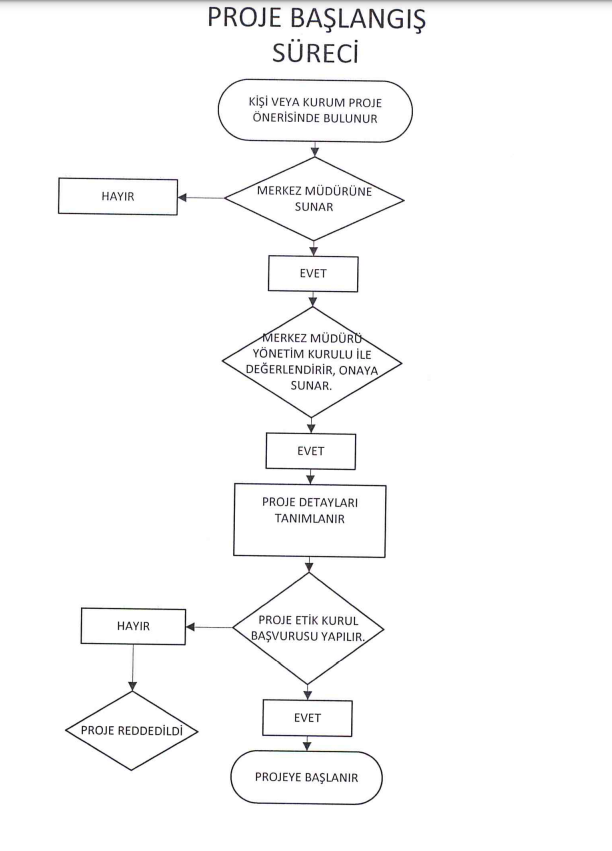 PROJE BAŞLANGIŞ
SÜRECİ
KİŞİ VEYA KURUM PROJE
ÖNERİSİNDE BULUNUR
MERKEZ MÜDÜRÜNE
SUNAR
HAYIR
EVET
MERKEZ MÜDÜRÜ
YÖNETİM KURULU İLE
DEĞERLENDİRİR, ONAYA
SUNAR.
EVET
PROJE DETAYLARI
TANIMLANIR
PROJE ETİK KURUL
BAŞVURUSU YAPILIR.
HAYIR
EVET
PROJE REDDEDİLDİ
PROJEYE BAŞLANIR